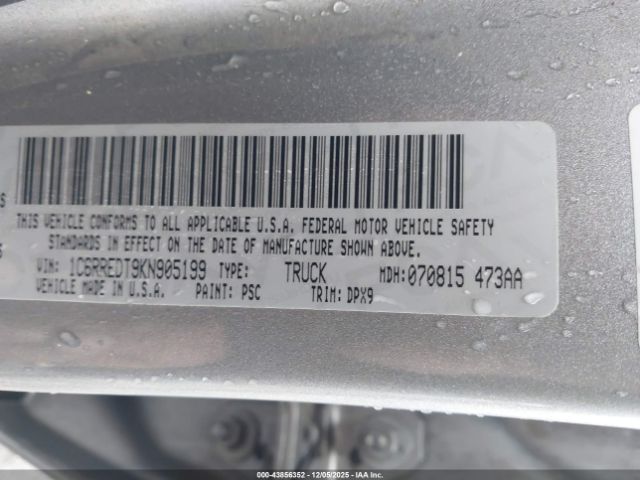 THIS VEHICLE CONFORMS TO ALL APPLICABLE U.S.A. FEDERAL MOTOR VEHICLE SAFETY
STANDARDS IN EFFECT ON THE DATE OF MANUFACTURE SHOWN ABOVE.
VIN: 1C6RREDT9KN905199 TYPE: TRUCK MDH: 070815 473AA
VEHICLE MADE IN U.S.A. PAINT: PSC TRIM: DPX9
000-43856352 | 12/05/2025 - IAA